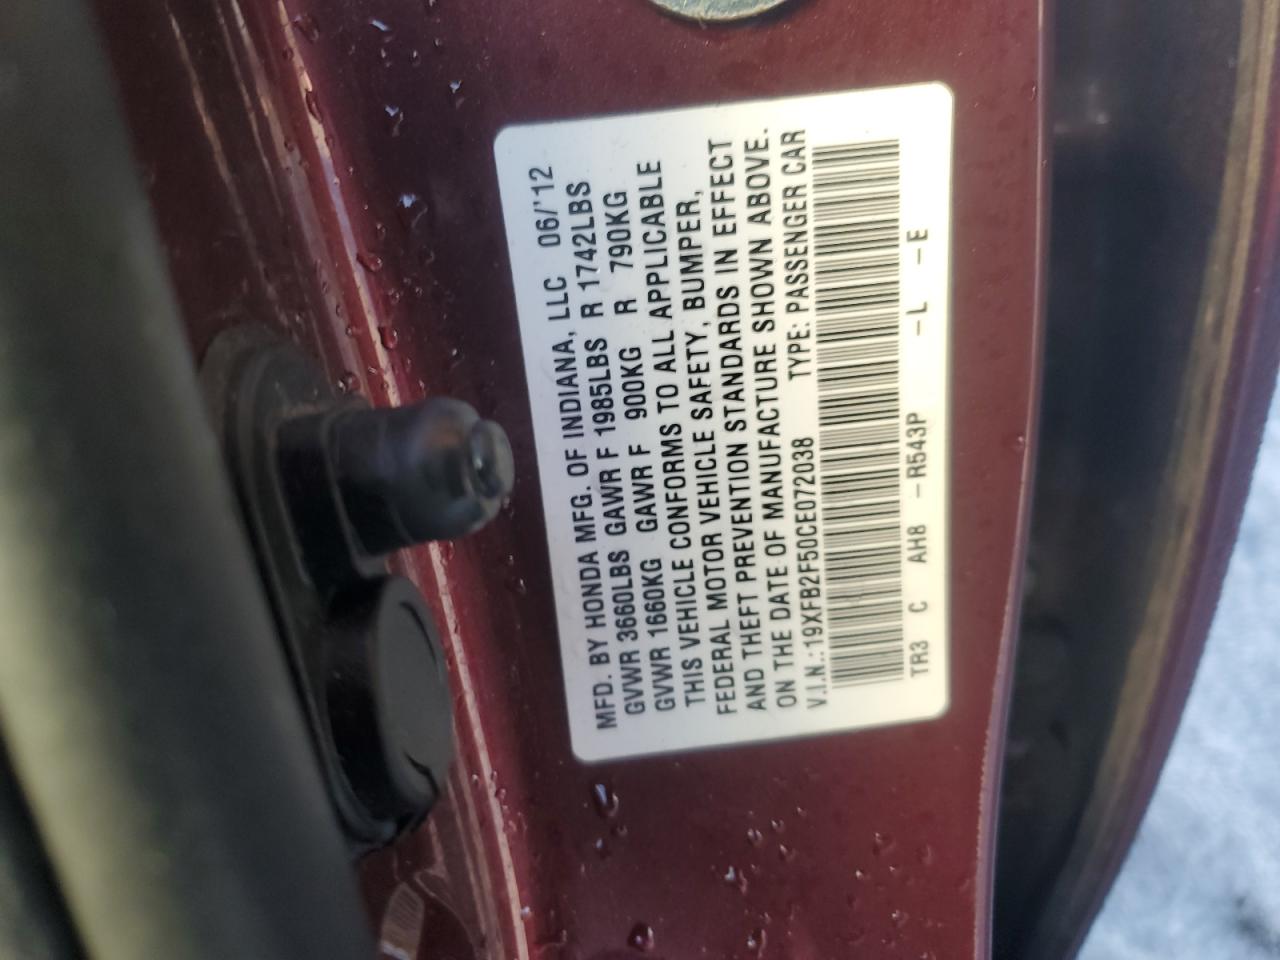 MFD. BY HONDA MFG. OF INDIANA, LLC 06/'12
GVWR 3660LBS GAWR F 1985LBS R 1742LBS
GVWR 1660KG GAWR F 900KG R 790KG
THIS VEHICLE CONFORMS TO ALL APPLICABLE
FEDERAL MOTOR VEHICLE SAFETY, BUMPER,
AND THEFT PREVENTION STANDARDS IN EFFECT
ON THE DATE OF MANUFACTURE SHOWN ABOVE.
V.I.N.:19XFB2F50CE072038 TYPE: PASSENGER CAR
TR3 C AH8 -R543P -L -E